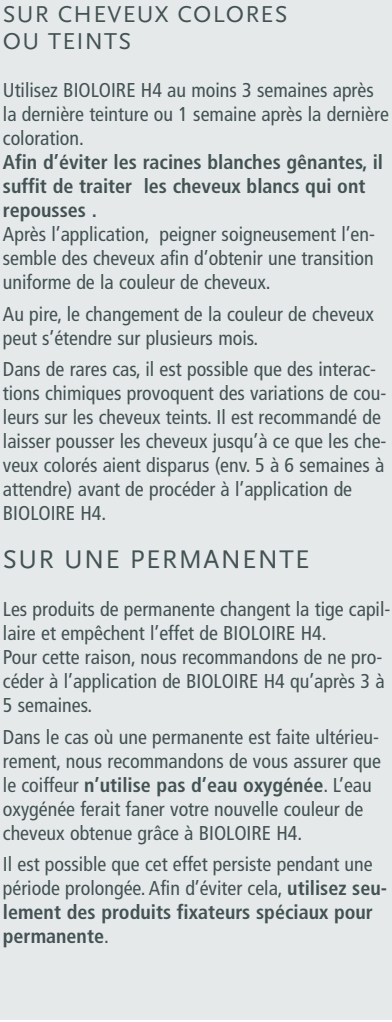 SUR CHEVEUX COLORES
OU TEINTS
Utilisez BIOLOIRE H4 au moins 3 semaines après
la dernière teinture ou 1 semaine après la dernière
coloration.
Afin d’éviter les racines blanches gênantes, il
suffit de traiter  les cheveux blancs qui ont
repousses .
Après l’application,  peigner soigneusement l’en-
semble des cheveux afin d’obtenir une transition
uniforme de la couleur de cheveux.
Au pire, le changement de la couleur de cheveux
peut s’étendre sur plusieurs mois.
Dans de rares cas, il est possible que des interac-
tions chimiques provoquent des variations de cou-
leurs sur les cheveux teints. Il est recommandé de
laisser pousser les cheveux jusqu’à ce que les che-
veux colorés aient disparus (env. 5 à 6 semaines à
attendre) avant de procéder à l’application de
BIOLOIRE H4.
SUR UNE PERMANENTE
Les produits de permanente changent la tige capil-
laire et empêchent l’effet de BIOLOIRE H4.
Pour cette raison, nous recommandons de ne pro-
céder à l’application de BIOLOIRE H4 qu’après 3 à
5 semaines.
Dans le cas où une permanente est faite ultérieu-
rement, nous recommandons de vous assurer que
le coiffeur n’utilise pas d’eau oxygénée. L’eau
oxygénée ferait faner votre nouvelle couleur de
cheveux obtenue grâce à BIOLOIRE H4.
Il est possible que cet effet persiste pendant une
période prolongée. Afin d’éviter cela, utilisez seu-
lement des produits fixateurs spéciaux pour
permanente.